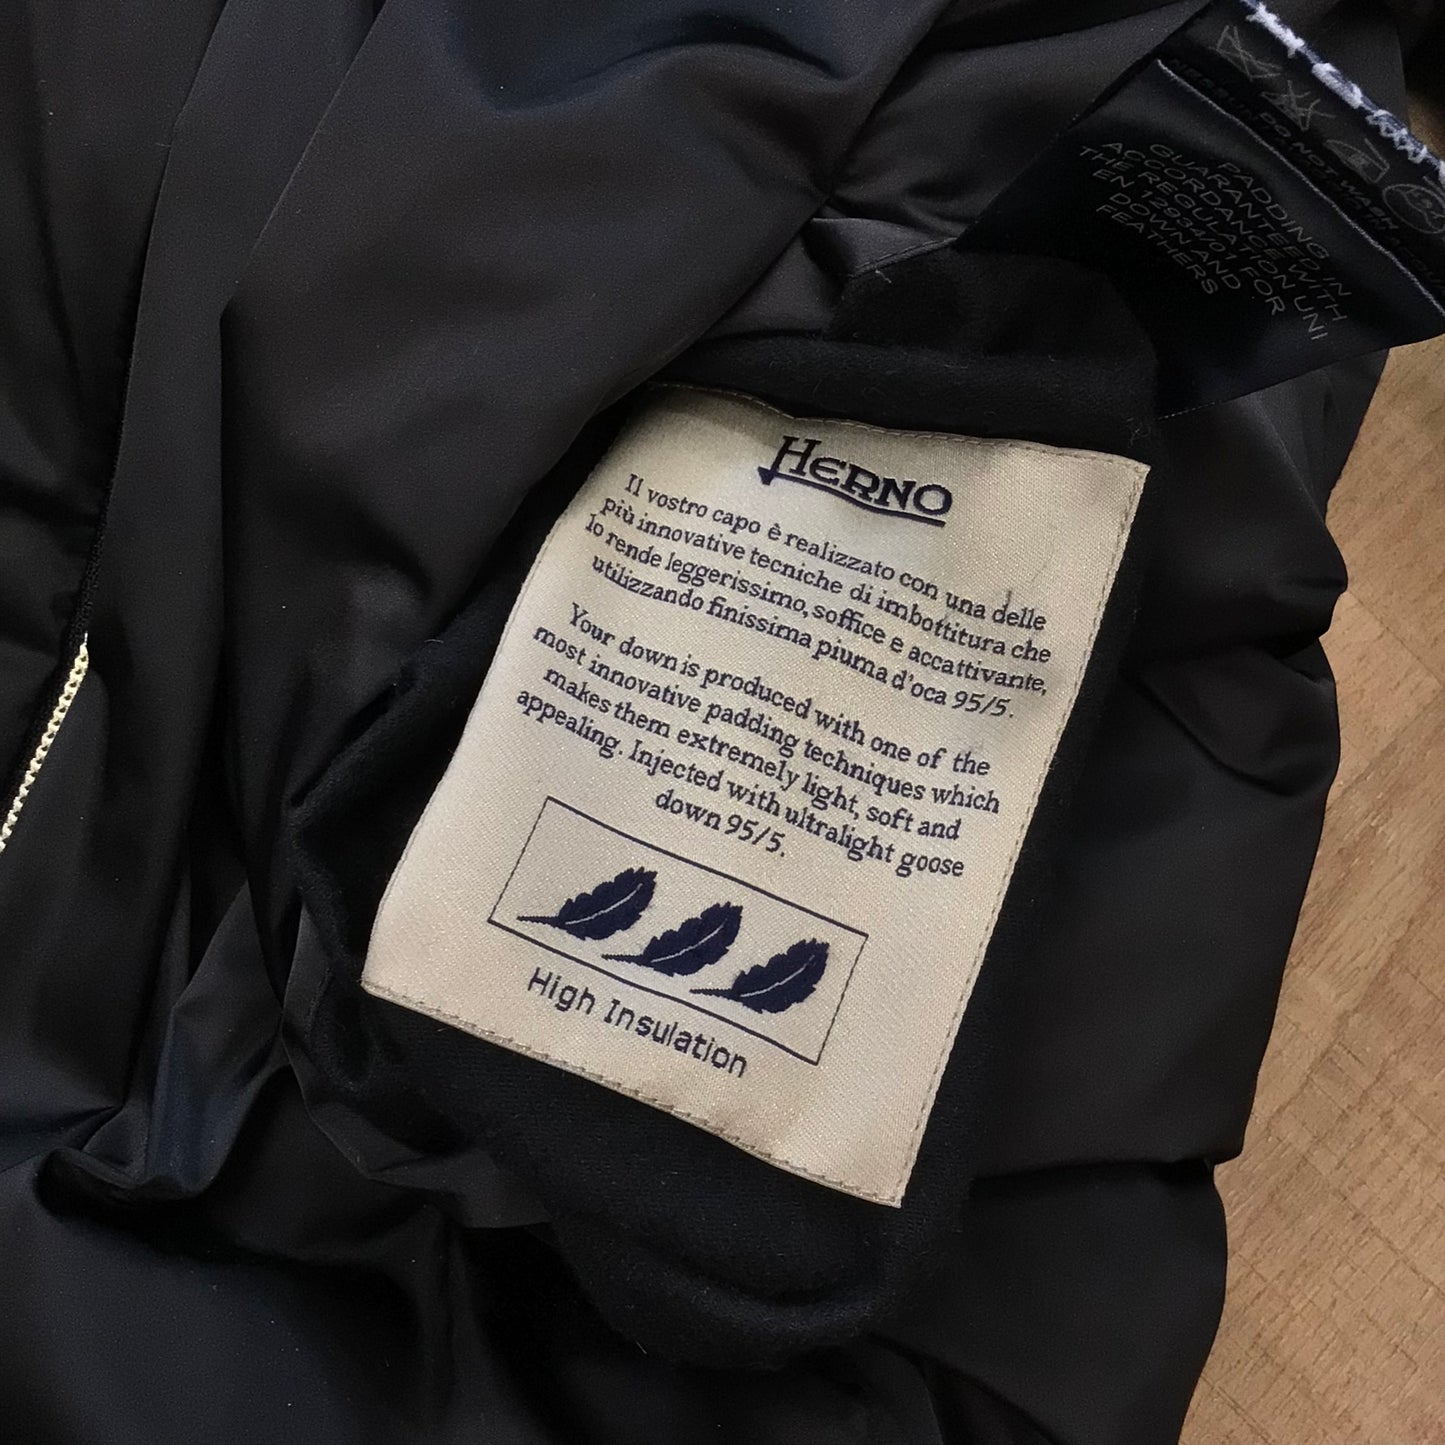 HERNO
Il vostro capo è realizzato con una delle
più innovative tecniche di imbottitura che
lo rende leggerissimo, soffice e accattivante,
utilizzando finissima piuma d'oca 95/5.
Your down is produced with one of the
most innovative padding techniques which
makes them extremely light, soft and
appealing. Injected with ultralight goose
down 95/5.
High Insulation
DO NOT WASH
PADDING
GUARANTEED IN
ACCORDANCE WITH
THE REGULATION UNI
EN 12934/01 FOR
DOWN AND
FEATHERS